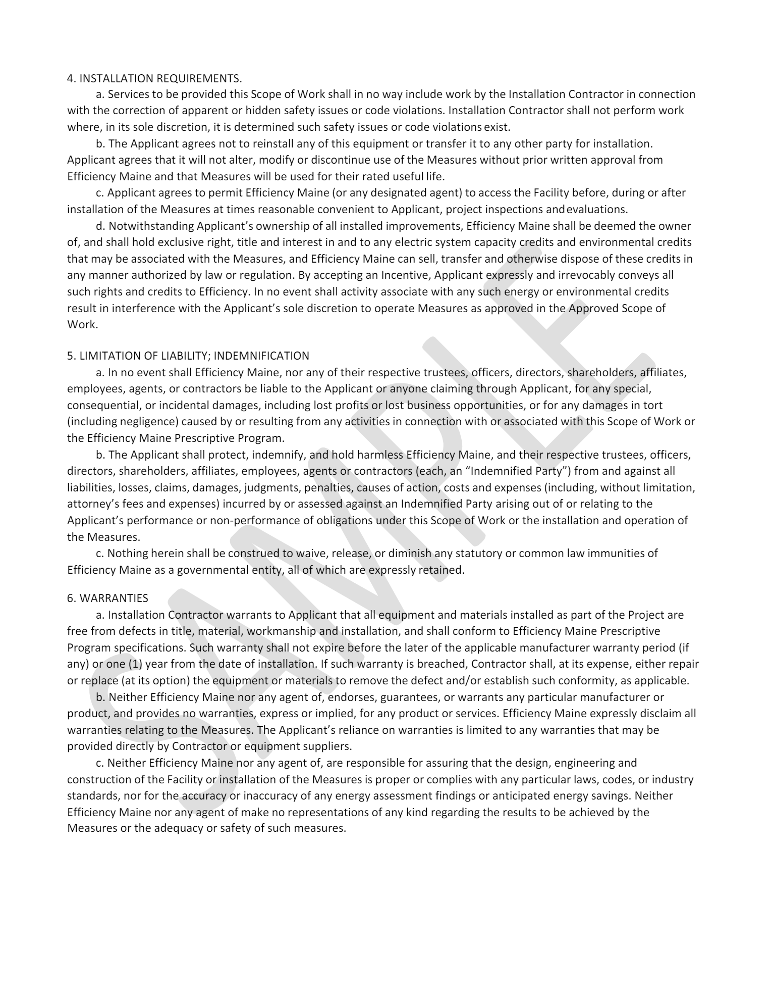 4. INSTALLATION REQUIREMENTS.
a. Services to be provided this Scope of Work shall in no way include work by the Installation Contractor in connection
with the correction of apparent or hidden safety issues or code violations. Installation Contractor shall not perform work
where, in its sole discretion, it is determined such safety issues or code violations exist.
b. The Applicant agrees not to reinstall any of this equipment or transfer it to any other party for installation.
Applicant agrees that it will not alter, modify or discontinue use of the Measures without prior written approval from
Efficiency Maine and that Measures will be used for their rated useful life.
c. Applicant agrees to permit Efficiency Maine (or any designated agent) to access the Facility before, during or after
installation of the Measures at times reasonable convenient to Applicant, project inspections and evaluations.
d. Notwithstanding Applicant’s ownership of all installed improvements, Efficiency Maine shall be deemed the owner
of, and shall hold exclusive right, title and interest in and to any electric system capacity credits and environmental credits
that may be associated with the Measures, and Efficiency Maine can sell, transfer and otherwise dispose of these credits in
any manner authorized by law or regulation. By accepting an Incentive, Applicant expressly and irrevocably conveys all
such rights and credits to Efficiency. In no event shall activity associate with any such energy or environmental credits
result in interference with the Applicant’s sole discretion to operate Measures as approved in the Approved Scope of
Work.
5. LIMITATION OF LIABILITY; INDEMNIFICATION
a. In no event shall Efficiency Maine, nor any of their respective trustees, officers, directors, shareholders, affiliates,
employees, agents, or contractors be liable to the Applicant or anyone claiming through Applicant, for any special,
consequential, or incidental damages, including lost profits or lost business opportunities, or for any damages in tort
(including negligence) caused by or resulting from any activities in connection with or associated with this Scope of Work or
the Efficiency Maine Prescriptive Program.
b. The Applicant shall protect, indemnify, and hold harmless Efficiency Maine, and their respective trustees, officers,
directors, shareholders, affiliates, employees, agents or contractors (each, an “Indemnified Party”) from and against all
liabilities, losses, claims, damages, judgments, penalties, causes of action, costs and expenses (including, without limitation,
attorney’s fees and expenses) incurred by or assessed against an Indemnified Party arising out of or relating to the
Applicant’s performance or non-performance of obligations under this Scope of Work or the installation and operation of
the Measures.
c. Nothing herein shall be construed to waive, release, or diminish any statutory or common law immunities of
Efficiency Maine as a governmental entity, all of which are expressly retained.
6. WARRANTIES
a. Installation Contractor warrants to Applicant that all equipment and materials installed as part of the Project are
free from defects in title, material, workmanship and installation, and shall conform to Efficiency Maine Prescriptive
Program specifications. Such warranty shall not expire before the later of the applicable manufacturer warranty period (if
any) or one (1) year from the date of installation. If such warranty is breached, Contractor shall, at its expense, either repair
or replace (at its option) the equipment or materials to remove the defect and/or establish such conformity, as applicable.
b. Neither Efficiency Maine nor any agent of, endorses, guarantees, or warrants any particular manufacturer or
product, and provides no warranties, express or implied, for any product or services. Efficiency Maine expressly disclaim all
warranties relating to the Measures. The Applicant’s reliance on warranties is limited to any warranties that may be
provided directly by Contractor or equipment suppliers.
c. Neither Efficiency Maine nor any agent of, are responsible for assuring that the design, engineering and
construction of the Facility or installation of the Measures is proper or complies with any particular laws, codes, or industry
standards, nor for the accuracy or inaccuracy of any energy assessment findings or anticipated energy savings. Neither
Efficiency Maine nor any agent of make no representations of any kind regarding the results to be achieved by the
Measures or the adequacy or safety of such measures.
SAMPLE